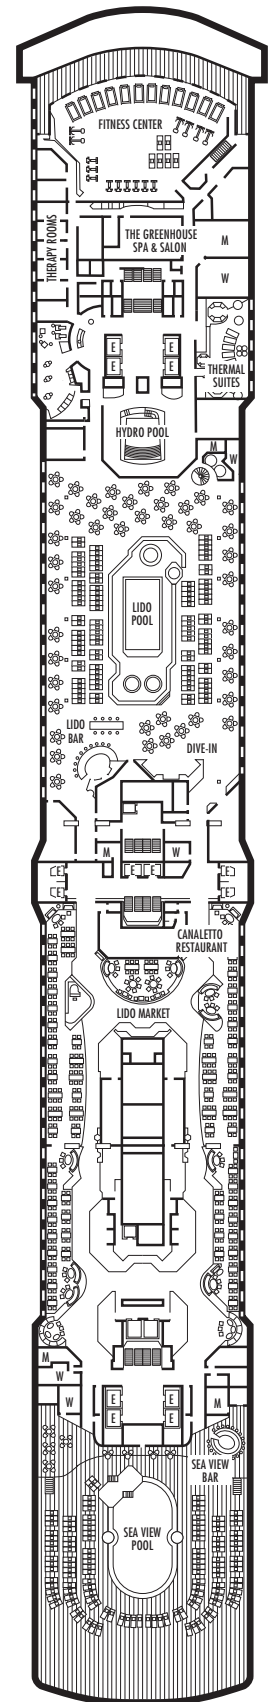 FITNESS CENTER
THERAPY ROOMS
THE GREENHOUSE
SPA & SALON
M
W
E E
E E
THERMAL
SUITES
HYDRO POOL
M
W
LIDO
POOL
LIDO
BAR
DIVE-IN
M
E E
W
E
E
E
E
CANALETTO
RESTAURANT
LIDO MARKET
M
W
W
M
E E
E E
SEA VIEW
BAR
SEA VIEW
POOL